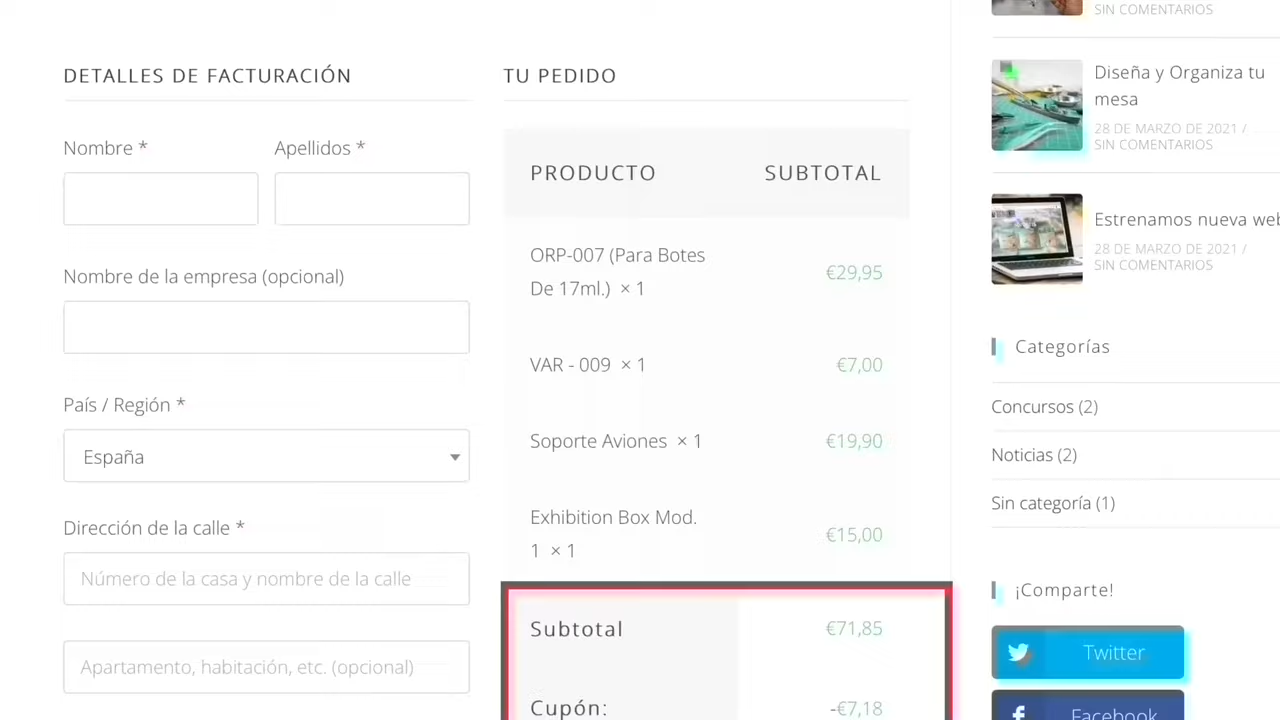 DETALLES DE FACTURACIÓN
Nombre *
Apellidos *
Nombre de la empresa (opcional)
País / Región *
España
Dirección de la calle *
Número de la casa y nombre de la calle
Apartamento, habitación, etc. (opcional)
TU PEDIDO
PRODUCTO SUBTOTAL
ORP-007 (Para Botes
De 17ml.) × 1
€29,95
VAR - 009 × 1 €7,00
Soporte Aviones × 1 €19,90
Exhibition Box Mod.
1 × 1
€15,00
Subtotal €71,85
Cupón: -€7,18
SIN COMENTARIOS
Diseña y Organiza tu
mesa
28 DE MARZO DE 2021 /
SIN COMENTARIOS
Estrenamos nueva web
28 DE MARZO DE 2021 /
SIN COMENTARIOS
Categorías
Concursos (2)
Noticias (2)
Sin categoría (1)
¡Comparte!
Twitter
Facebook